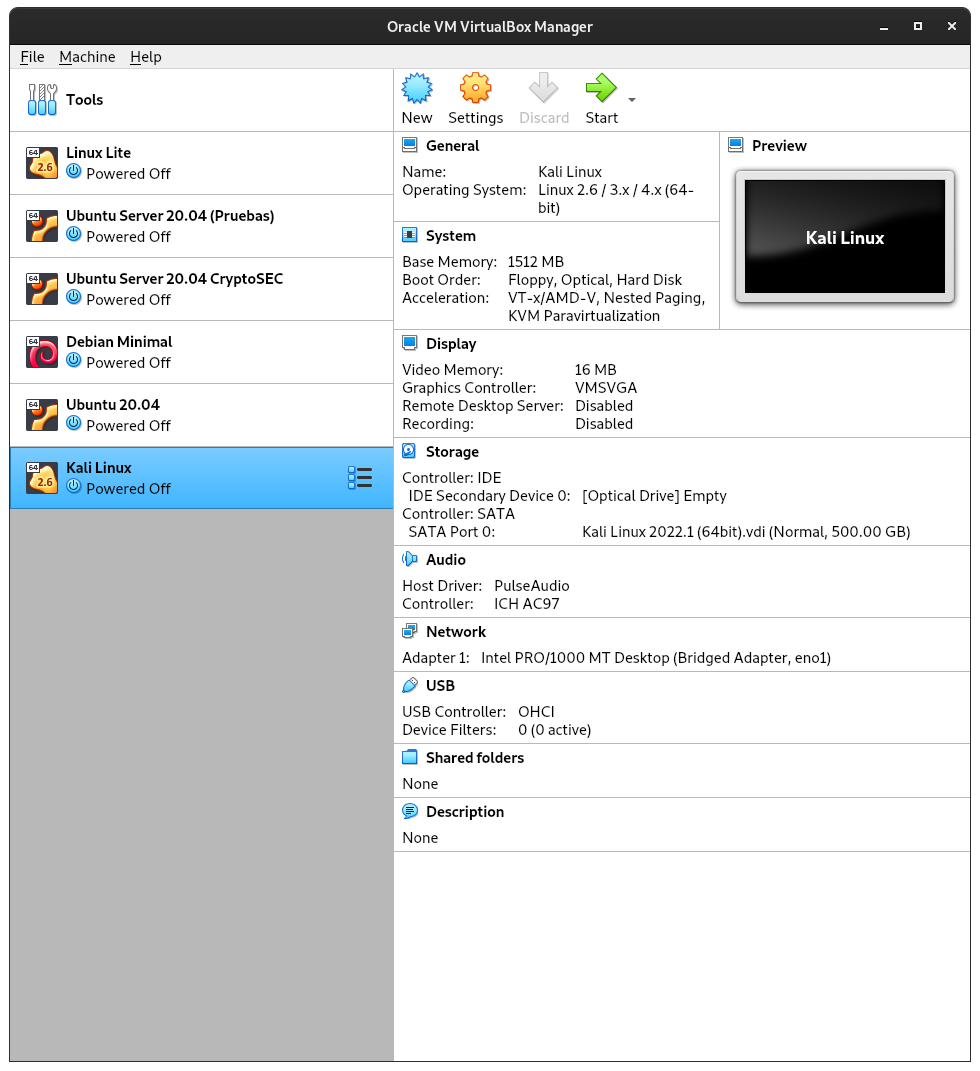 Oracle VM VirtualBox Manager
File Machine Help
Tools
New Settings Discard Start
64
2.6
Linux Lite
Powered Off
64
Ubuntu Server 20.04 (Pruebas)
Powered Off
64
Ubuntu Server 20.04 CryptoSEC
Powered Off
64
Debian Minimal
Powered Off
64
Ubuntu 20.04
Powered Off
64
2.6
Kali Linux
Powered Off
General
Name: Kali Linux
Operating System: Linux 2.6 / 3.x / 4.x (64-
bit)
System
Base Memory: 1512 MB
Boot Order: Floppy, Optical, Hard Disk
Acceleration: VT-x/AMD-V, Nested Paging,
KVM Paravirtualization
Preview
Kali Linux
Display
Video Memory: 16 MB
Graphics Controller: VMSVGA
Remote Desktop Server: Disabled
Recording: Disabled
Storage
Controller: IDE
IDE Secondary Device 0: [Optical Drive] Empty
Controller: SATA
SATA Port 0: Kali Linux 2022.1 (64bit).vdi (Normal, 500.00 GB)
Audio
Host Driver: PulseAudio
Controller: ICH AC97
Network
Adapter 1: Intel PRO/1000 MT Desktop (Bridged Adapter, eno1)
USB
USB Controller: OHCI
Device Filters: 0 (0 active)
Shared folders
None
Description
None